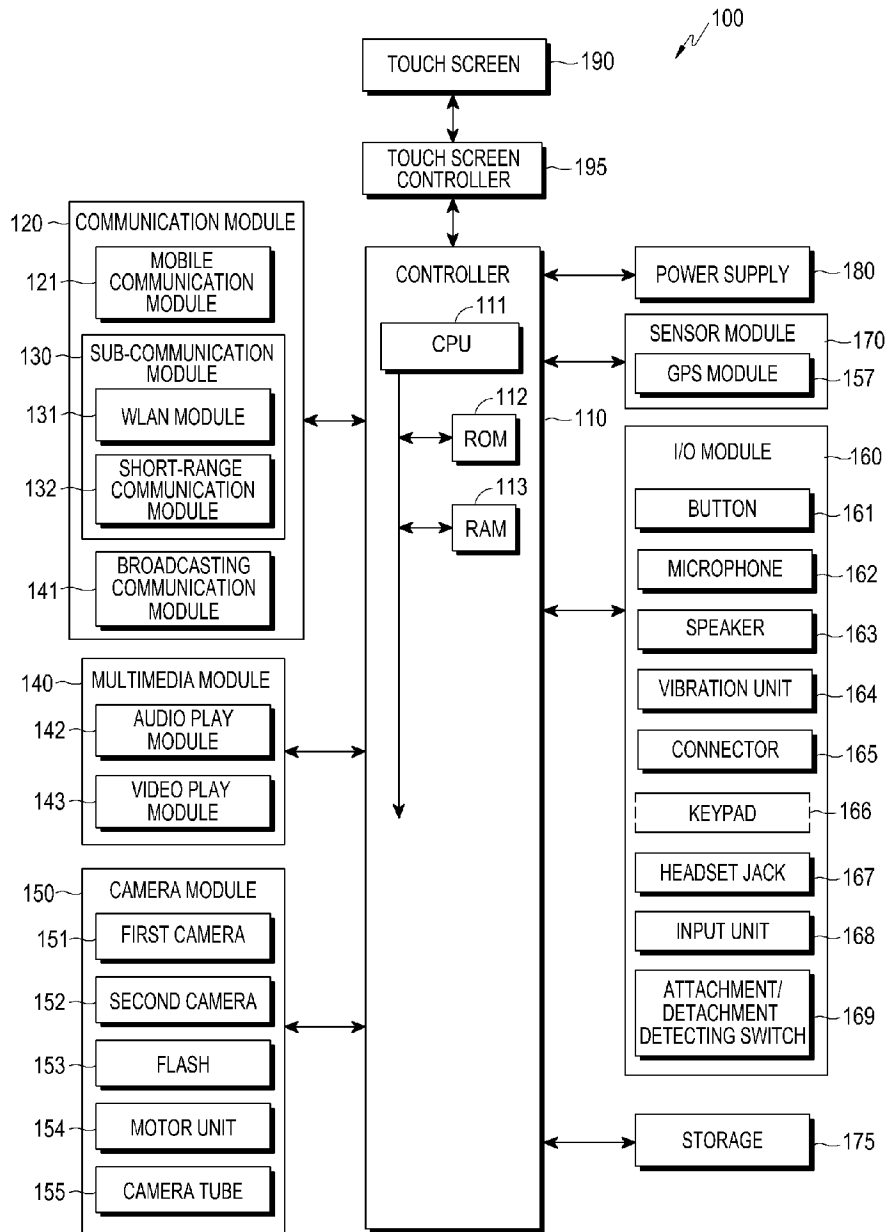 100
TOUCH SCREEN
190
TOUCH SCREEN
CONTROLLER
195
120
COMMUNICATION MODULE
121
MOBILE
COMMUNICATION
MODULE
130
SUB-COMMUNICATION
MODULE
131
WLAN MODULE
132
SHORT-RANGE
COMMUNICATION
MODULE
141
BROADCASTING
COMMUNICATION
MODULE
140
MULTIMEDIA MODULE
142
AUDIO PLAY
MODULE
143
VIDEO PLAY
MODULE
150
CAMERA MODULE
151
FIRST CAMERA
152
SECOND CAMERA
153
FLASH
154
MOTOR UNIT
155
CAMERA TUBE
CONTROLLER
111
CPU
112
ROM
113
RAM
110
POWER SUPPLY
180
SENSOR MODULE
170
GPS MODULE
157
I/O MODULE
160
BUTTON
161
MICROPHONE
162
SPEAKER
163
VIBRATION UNIT
164
CONNECTOR
165
KEYPAD
166
HEADSET JACK
167
INPUT UNIT
168
ATTACHMENT/
DETACHMENT
DETECTING SWITCH
169
STORAGE
175